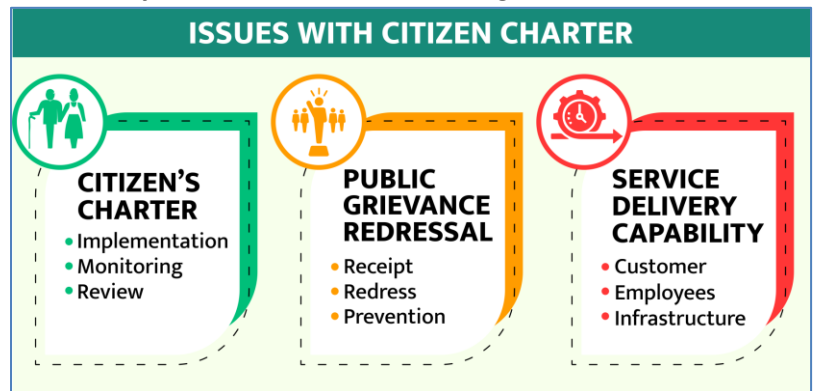 ISSUES WITH CITIZEN CHARTER
CITIZEN'S
CHARTER
• Implementation
• Monitoring
• Review
PUBLIC
GRIEVANCE
REDRESSAL
• Receipt
• Redress
• Prevention
SERVICE
DELIVERY
CAPABILITY
• Customer
• Employees
• Infrastructure